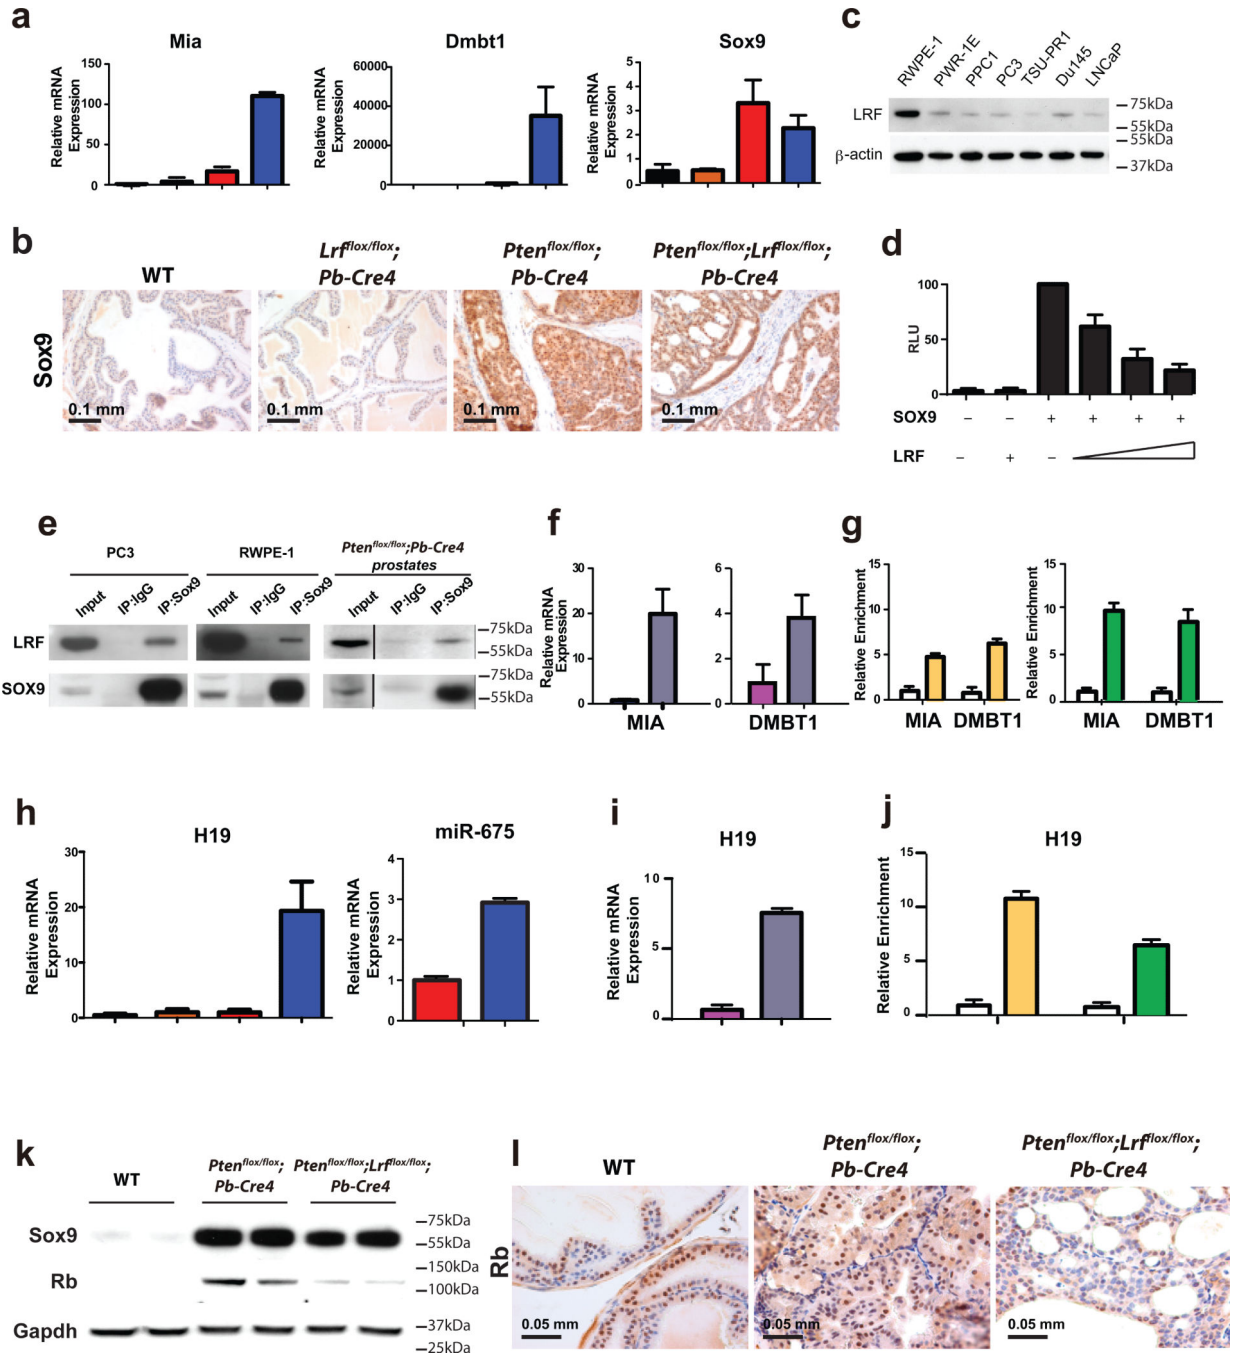 a
Mia
Relative mRNA
Expression
150
100
50
0
Dmbt1
Relative mRNA
Expression
60000
40000
20000
0
Sox9
Relative mRNA
Expression
5
4
3
2
1
0
c
RWPE-1
PWR-1E
PPC1
PC3
TSU-PR1
Du145
LNCaP
LRF
75kDa
55kDa
β-actin
55kDa
37kDa
b
WT
Lrfflox/flox;
Pb-Cre4
Ptenflox/flox;
Pb-Cre4
Ptenflox/flox;Lrfflox/flox;
Pb-Cre4
Sox9
0.1 mm
0.1 mm
0.1 mm
0.1 mm
d
RLU
100
50
0
SOX9 – – + + + +
LRF – + –
e
PC3
RWPE-1
Ptenflox/flox;Pb-Cre4
prostates
Input IP:IgG IP:Sox9
Input IP:IgG IP:Sox9
Input IP:IgG IP:Sox9
LRF
75kDa
55kDa
SOX9
75kDa
55kDa
f
Relative mRNA
Expression
30
20
10
0
MIA
6
4
2
0
DMBT1
g
Relative Enrichment
15
10
5
0
MIA DMBT1
Relative Enrichment
15
10
5
0
MIA DMBT1
h
H19
Relative mRNA
Expression
30
20
10
0
miR-675
Relative mRNA
Expression
4
3
2
1
0
i
H19
Relative mRNA
Expression
10
5
0
j
H19
Relative Enrichment
15
10
5
0
k
WT
Ptenflox/flox;
Pb-Cre4
Ptenflox/flox;Lrfflox/flox;
Pb-Cre4
Sox9
75kDa
55kDa
Rb
150kDa
100kDa
Gapdh
37kDa
25kDa
l
WT
Ptenflox/flox;
Pb-Cre4
Ptenflox/flox;Lrfflox/flox;
Pb-Cre4
Rb
0.05 mm
0.05 mm
0.05 mm